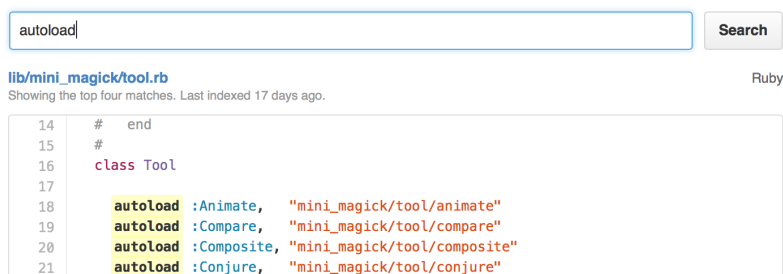 autoload
Search
lib/mini_magick/tool.rb
Ruby
Showing the top four matches. Last indexed 17 days ago.
14 #   end
15 #
16 class Tool
17
18   autoload :Animate,   "mini_magick/tool/animate"
19   autoload :Compare,   "mini_magick/tool/compare"
20   autoload :Composite, "mini_magick/tool/composite"
21   autoload :Conjure,   "mini_magick/tool/conjure"